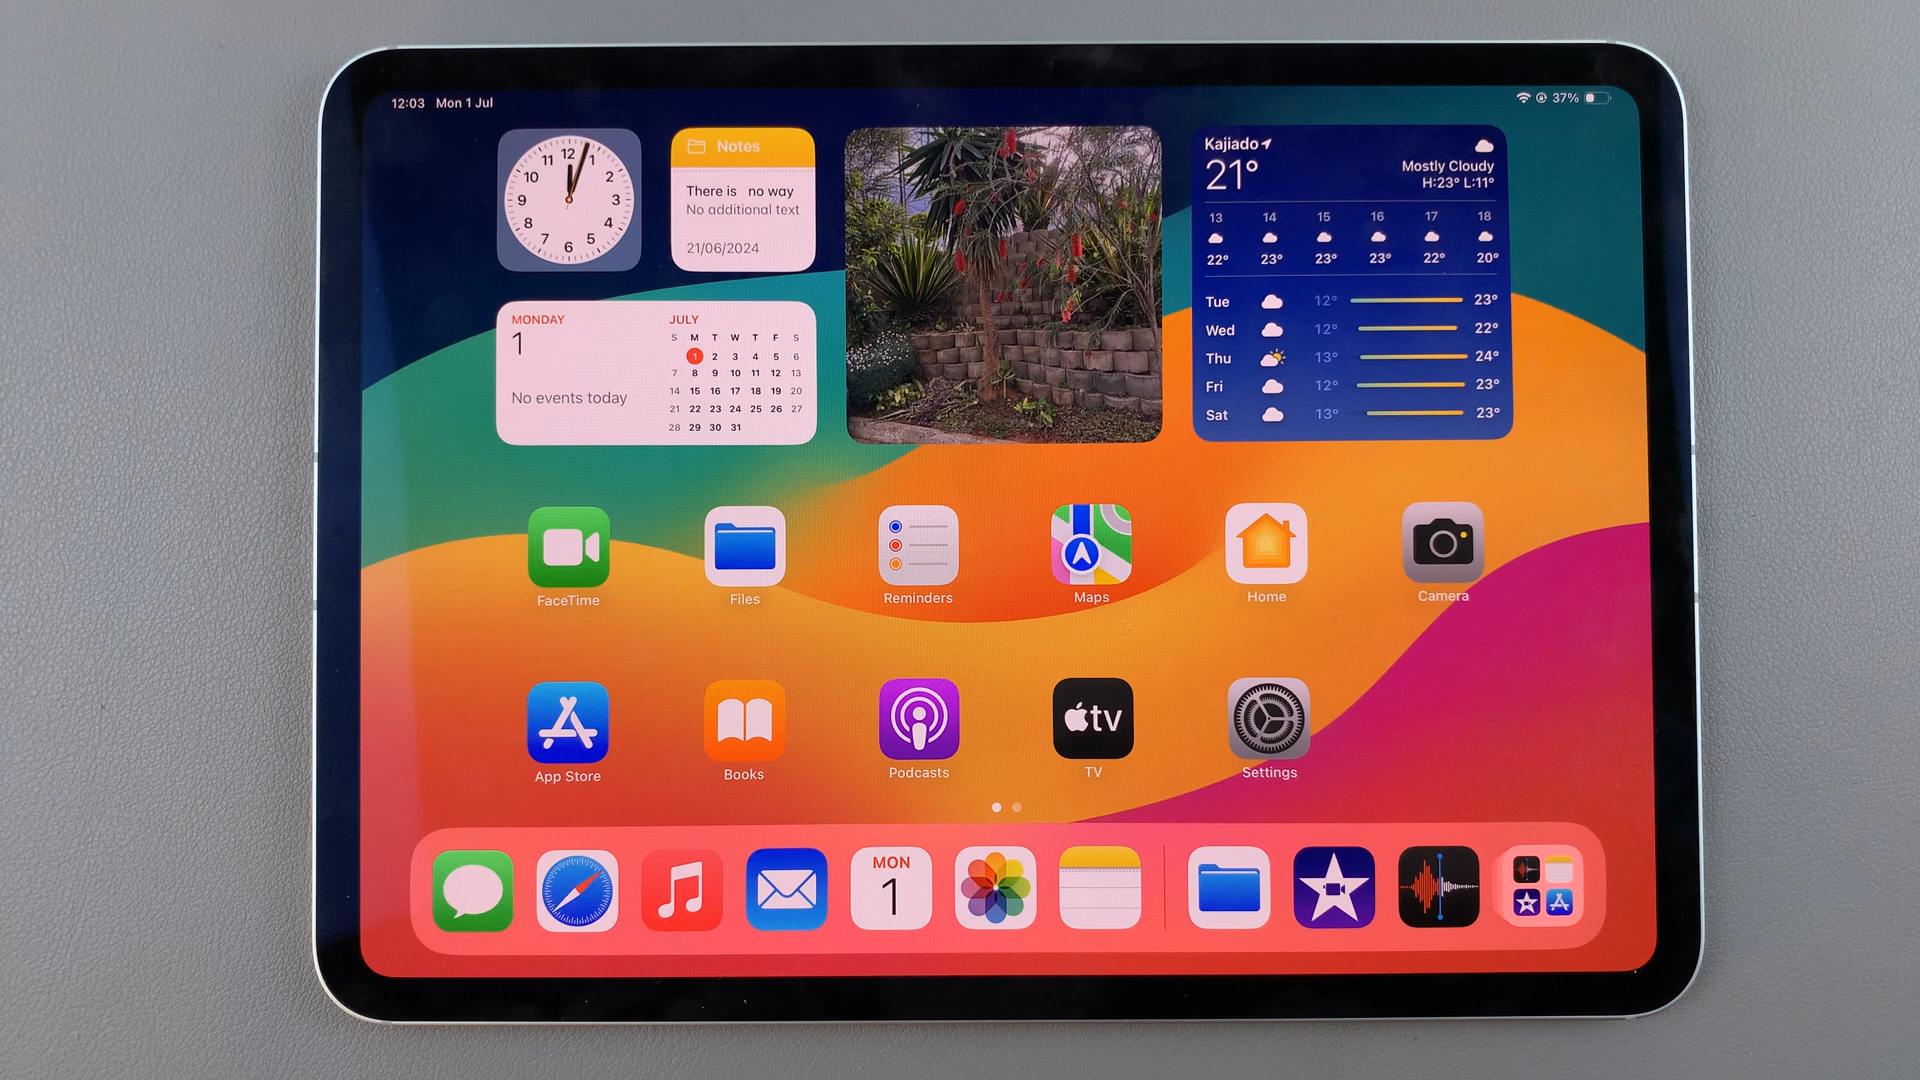 12:03 Mon 1 Jul
37%
12
1
2
3
4
5
6
7
8
9
10
11
Notes
There is no way
No additional text
21/06/2024
MONDAY
1
No events today
JULY
S M T W T F S
1 2 3 4 5 6
7 8 9 10 11 12 13
14 15 16 17 18 19 20
21 22 23 24 25 26 27
28 29 30 31
Kajiado
21°
Mostly Cloudy
H:23° L:11°
13 14 15 16 17 18
22° 23° 23° 23° 22° 20°
Tue 12° 23°
Wed 12° 22°
Thu 13° 24°
Fri 12° 23°
Sat 13° 23°
FaceTime
Files
Reminders
Maps
Home
Camera
App Store
Books
Podcasts
tv
TV
Settings
MON
1